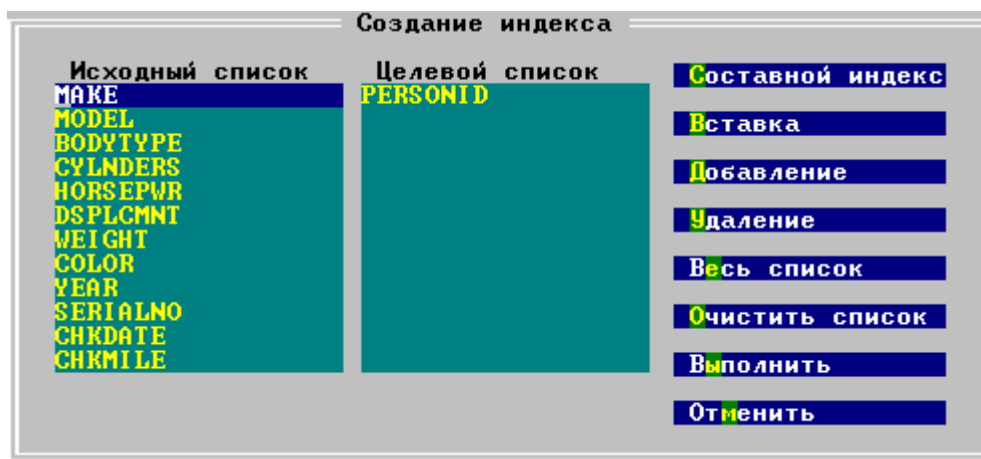 Создание индекса
Исходный список
MAKE
MODEL
BODYTYPE
CYLNDERS
HORSEPWR
DSPLCMNT
WEIGHT
COLOR
YEAR
SERIALNO
CHKDATE
CHKMILE
Целевой список
PERSONID
Составной индекс
Вставка
Добавление
Удаление
Весь список
Очистить список
Выполнить
Отменить